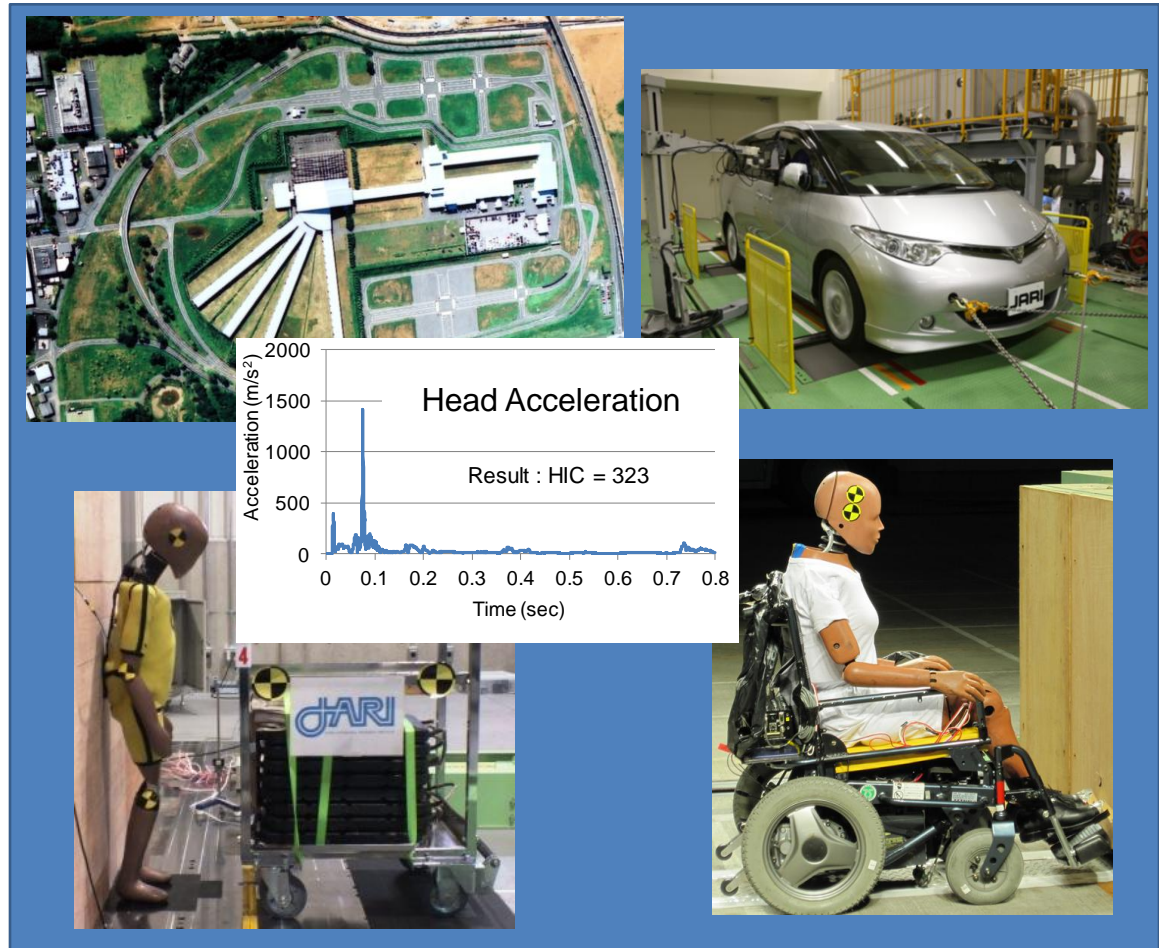 JARI
2000
1500
1000
500
0
Acceleration (m/s²)
Head Acceleration
Result : HIC = 323
0 0.1 0.2 0.3 0.4 0.5 0.6 0.7 0.8
Time (sec)
4
JARI